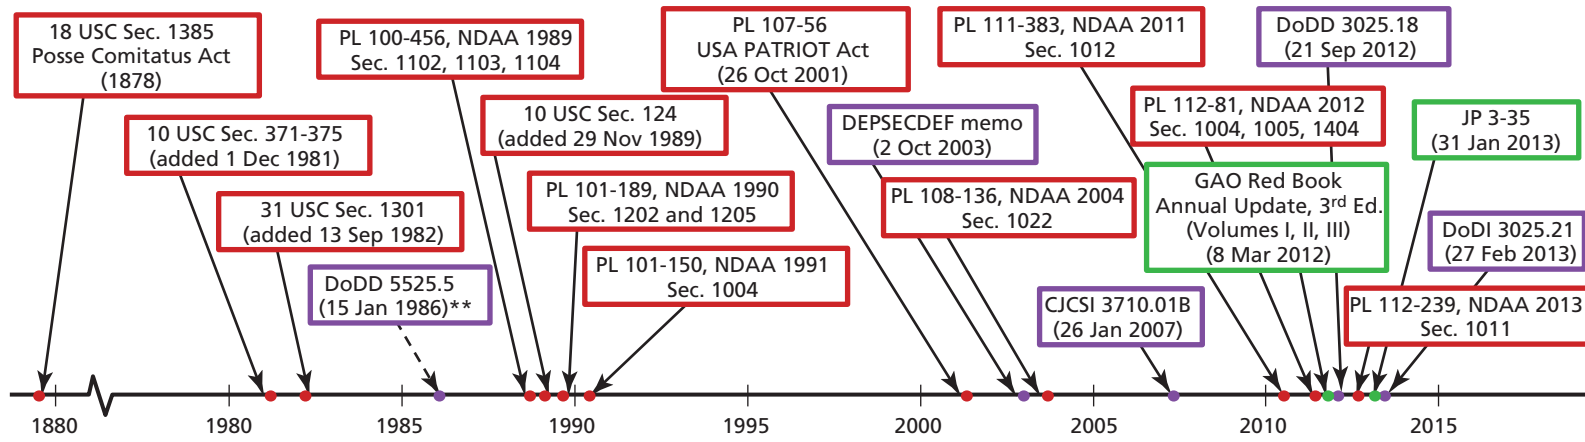 18 USC Sec. 1385
Posse Comitatus Act
(1878)
10 USC Sec. 371-375
(added 1 Dec 1981)
31 USC Sec. 1301
(added 13 Sep 1982)
DoDD 5525.5
(15 Jan 1986)**
PL 100-456, NDAA 1989
Sec. 1102, 1103, 1104
10 USC Sec. 124
(added 29 Nov 1989)
PL 101-189, NDAA 1990
Sec. 1202 and 1205
PL 101-150, NDAA 1991
Sec. 1004
PL 107-56
USA PATRIOT Act
(26 Oct 2001)
DEPSECDEF memo
(2 Oct 2003)
PL 108-136, NDAA 2004
Sec. 1022
CJCSI 3710.01B
(26 Jan 2007)
PL 111-383, NDAA 2011
Sec. 1012
PL 112-81, NDAA 2012
Sec. 1004, 1005, 1404
GAO Red Book
Annual Update, 3rd Ed.
(Volumes I, II, III)
(8 Mar 2012)
DoDD 3025.18
(21 Sep 2012)
JP 3-35
(31 Jan 2013)
DoDI 3025.21
(27 Feb 2013)
PL 112-239, NDAA 2013
Sec. 1011
1880 1980 1985 1990 1995 2000 2005 2010 2015